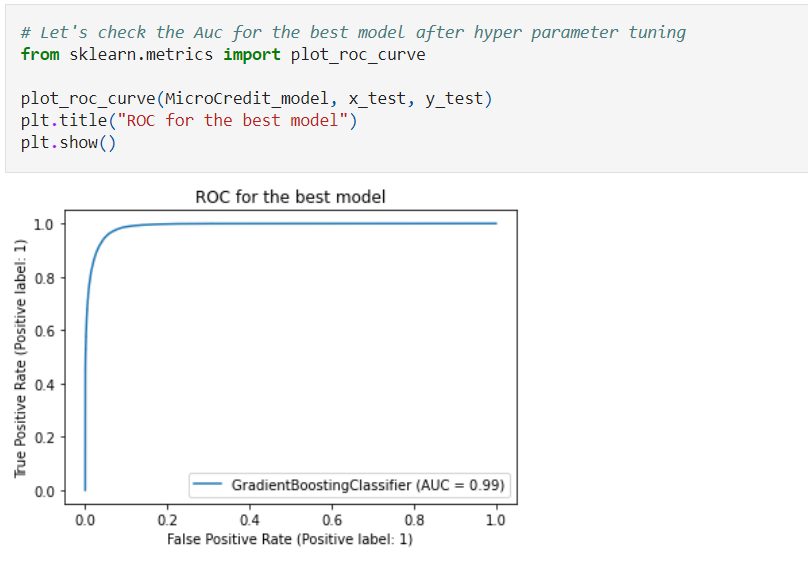 # Let's check the Auc for the best model after hyper parameter tuning
from sklearn.metrics import plot_roc_curve
plot_roc_curve(MicroCredit_model, x_test, y_test)
plt.title("ROC for the best model")
plt.show()
ROC for the best model
True Positive Rate (Positive label: 1)
1.0
0.8
0.6
0.4
0.2
0.0
GradientBoostingClassifier (AUC = 0.99)
0.0 0.2 0.4 0.6 0.8 1.0
False Positive Rate (Positive label: 1)